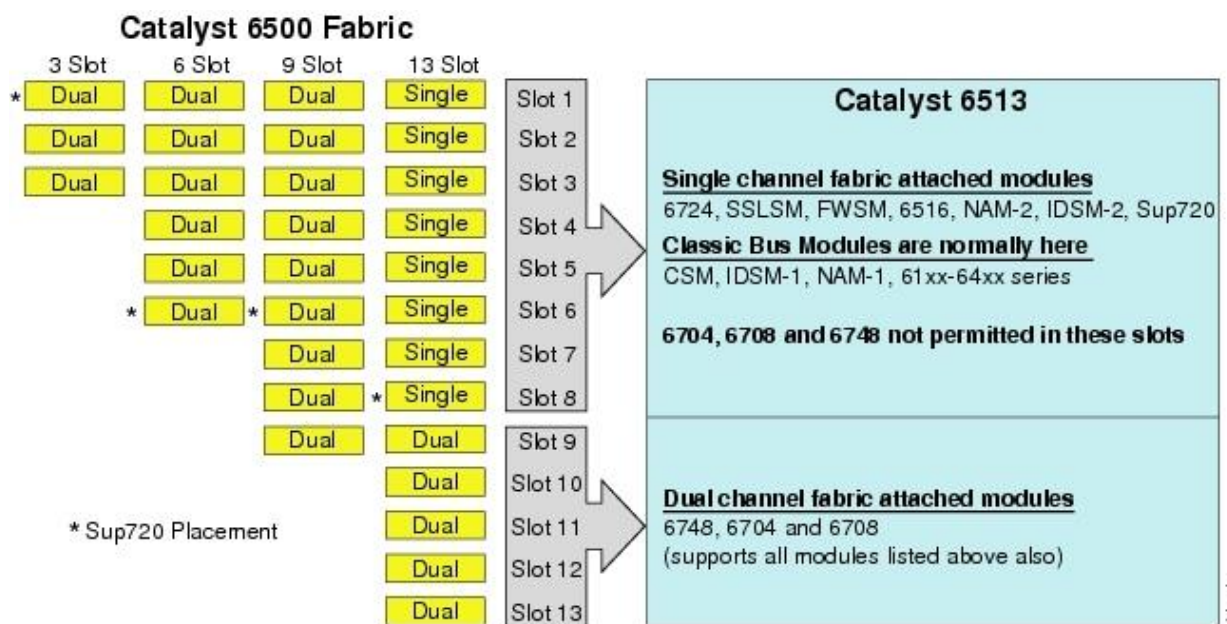 Catalyst 6500 Fabric
3 Slot 6 Slot 9 Slot 13 Slot
* Dual Dual Dual Single Slot 1
Dual Dual Dual Single Slot 2
Dual Dual Dual Single Slot 3
Dual Dual Single Slot 4
Dual Dual Single Slot 5
* Dual * Dual Single Slot 6
Dual Single Slot 7
Dual * Single Slot 8
Dual Dual Slot 9
Dual Slot 10
Dual Slot 11
Dual Slot 12
Dual Slot 13
* Sup720 Placement
Catalyst 6513
Single channel fabric attached modules
6724, SSLSM, FWSM, 6516, NAM-2, IDSM-2, Sup720
Classic Bus Modules are normally here
CSM, IDSM-1, NAM-1, 61xx-64xx series
6704, 6708 and 6748 not permitted in these slots
Dual channel fabric attached modules
6748, 6704 and 6708
(supports all modules listed above also)